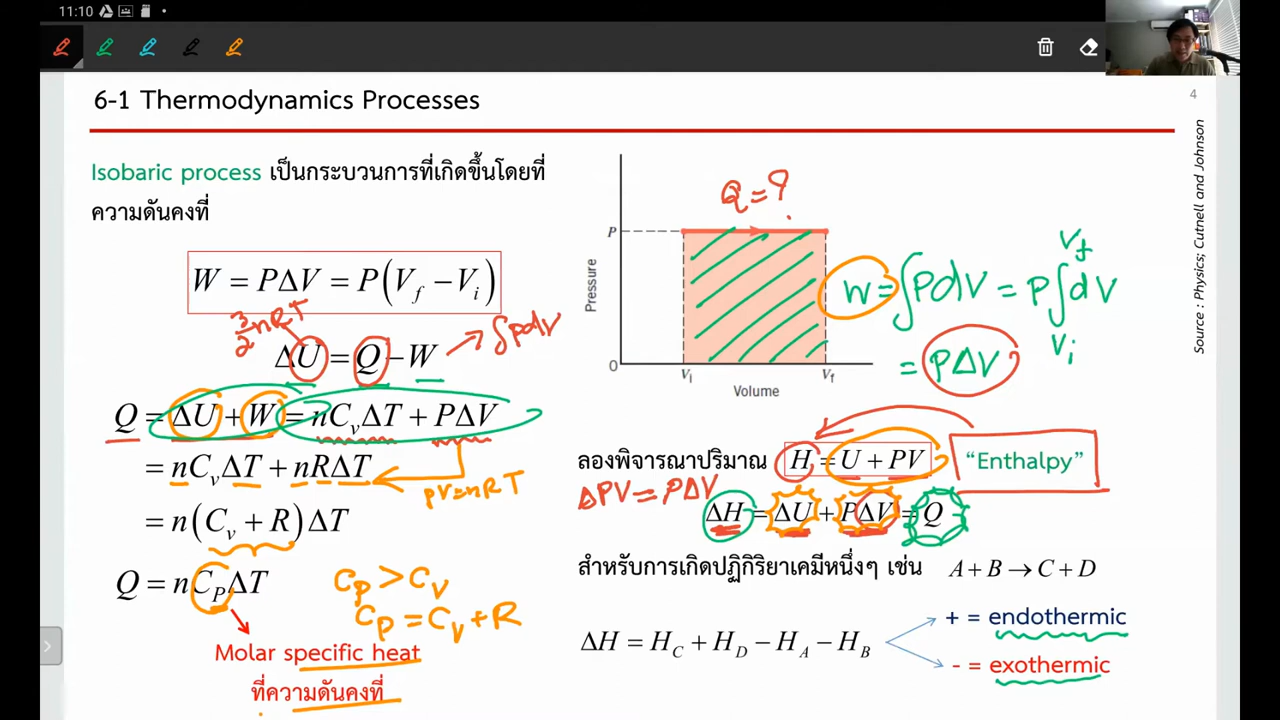 11:10
6-1 Thermodynamics Processes
4
Isobaric process เป็นกระบวนการที่เกิดขึ้นโดยที่
ความดันคงที่
W = PΔV = P(V_f − V_i)
3/2 nRT
ΔU = Q − W → ∫PdV
Q = ΔU + W = nC_vΔT + PΔV
= nC_vΔT + nRΔT
PV = nRT
= n(C_v + R)ΔT
Q = nC_PΔT
C_P > C_V
C_P = C_V + R
Molar specific heat
ที่ความดันคงที่
Q = ?
Pressure
P
0
V_i
V_f
Volume
W = ∫PdV = P∫dV
V_f
V_i
= PΔV
Source : Physics; Cutnell and Johnson
ลองพิจารณาปริมาณ H = U + PV "Enthalpy"
ΔPV = PΔV
ΔH = ΔU + PΔV = Q
สำหรับการเกิดปฏิกิริยาเคมีหนึ่งๆ เช่น A + B → C + D
ΔH = H_C + H_D − H_A − H_B
+ = endothermic
- = exothermic